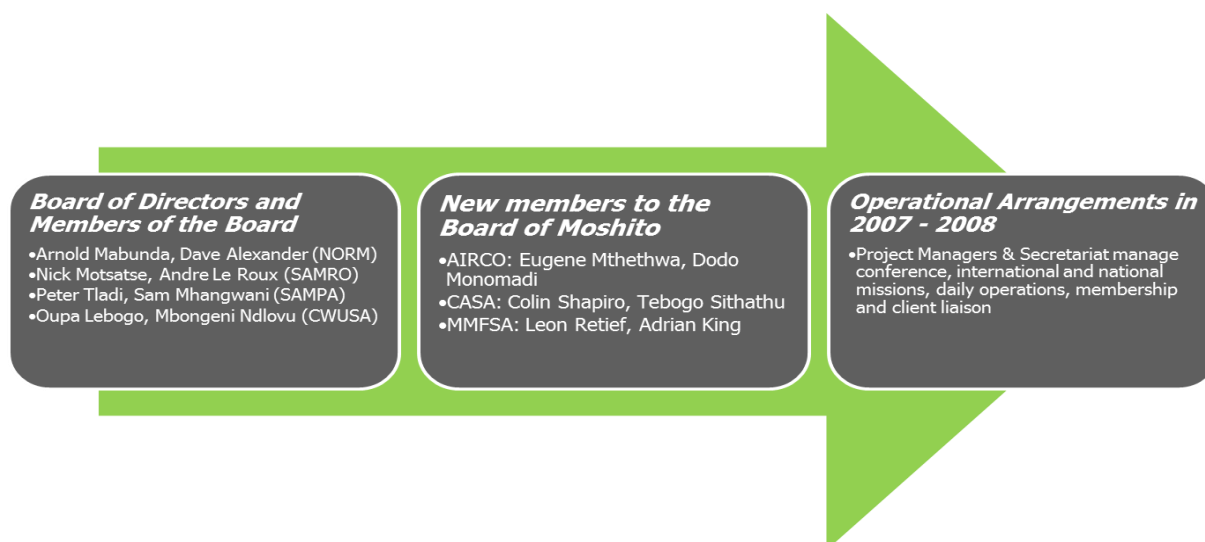 Board of Directors and
Members of the Board
•Arnold Mabunda, Dave Alexander (NORM)
•Nick Motsatse, Andre Le Roux (SAMRO)
•Peter Tladi, Sam Mhangwani (SAMPA)
•Oupa Lebogo, Mbongeni Ndlovu (CWUSA)
New members to the
Board of Moshito
•AIRCO: Eugene Mthethwa, Dodo
Monomadi
•CASA: Colin Shapiro, Tebogo Sithathu
•MMFSA: Leon Retief, Adrian King
Operational Arrangements in
2007 - 2008
•Project Managers & Secretariat manage
conference, international and national
missions, daily operations, membership
and client liaison